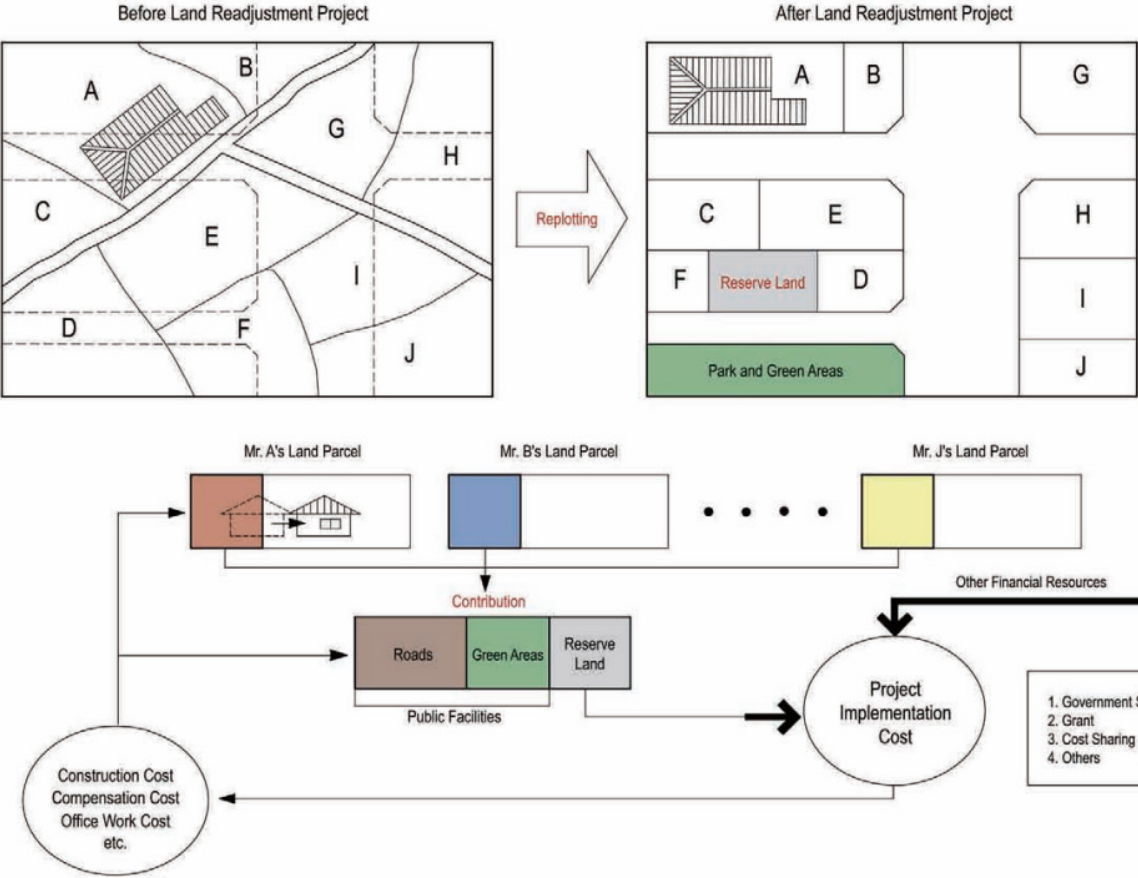 Before Land Readjustment Project
After Land Readjustment Project
A
B
G
H
C
E
I
D
F
J
Replotting
A
B
G
C
E
H
F
Reserve Land
D
I
Park and Green Areas
J
Mr. A's Land Parcel
Mr. B's Land Parcel
Mr. J's Land Parcel
Other Financial Resources
Contribution
Roads
Green Areas
Reserve
Land
Public Facilities
Project
Implementation
Cost
1. Government
2. Grant
3. Cost Sharing
4. Others
Construction Cost
Compensation Cost
Office Work Cost
etc.